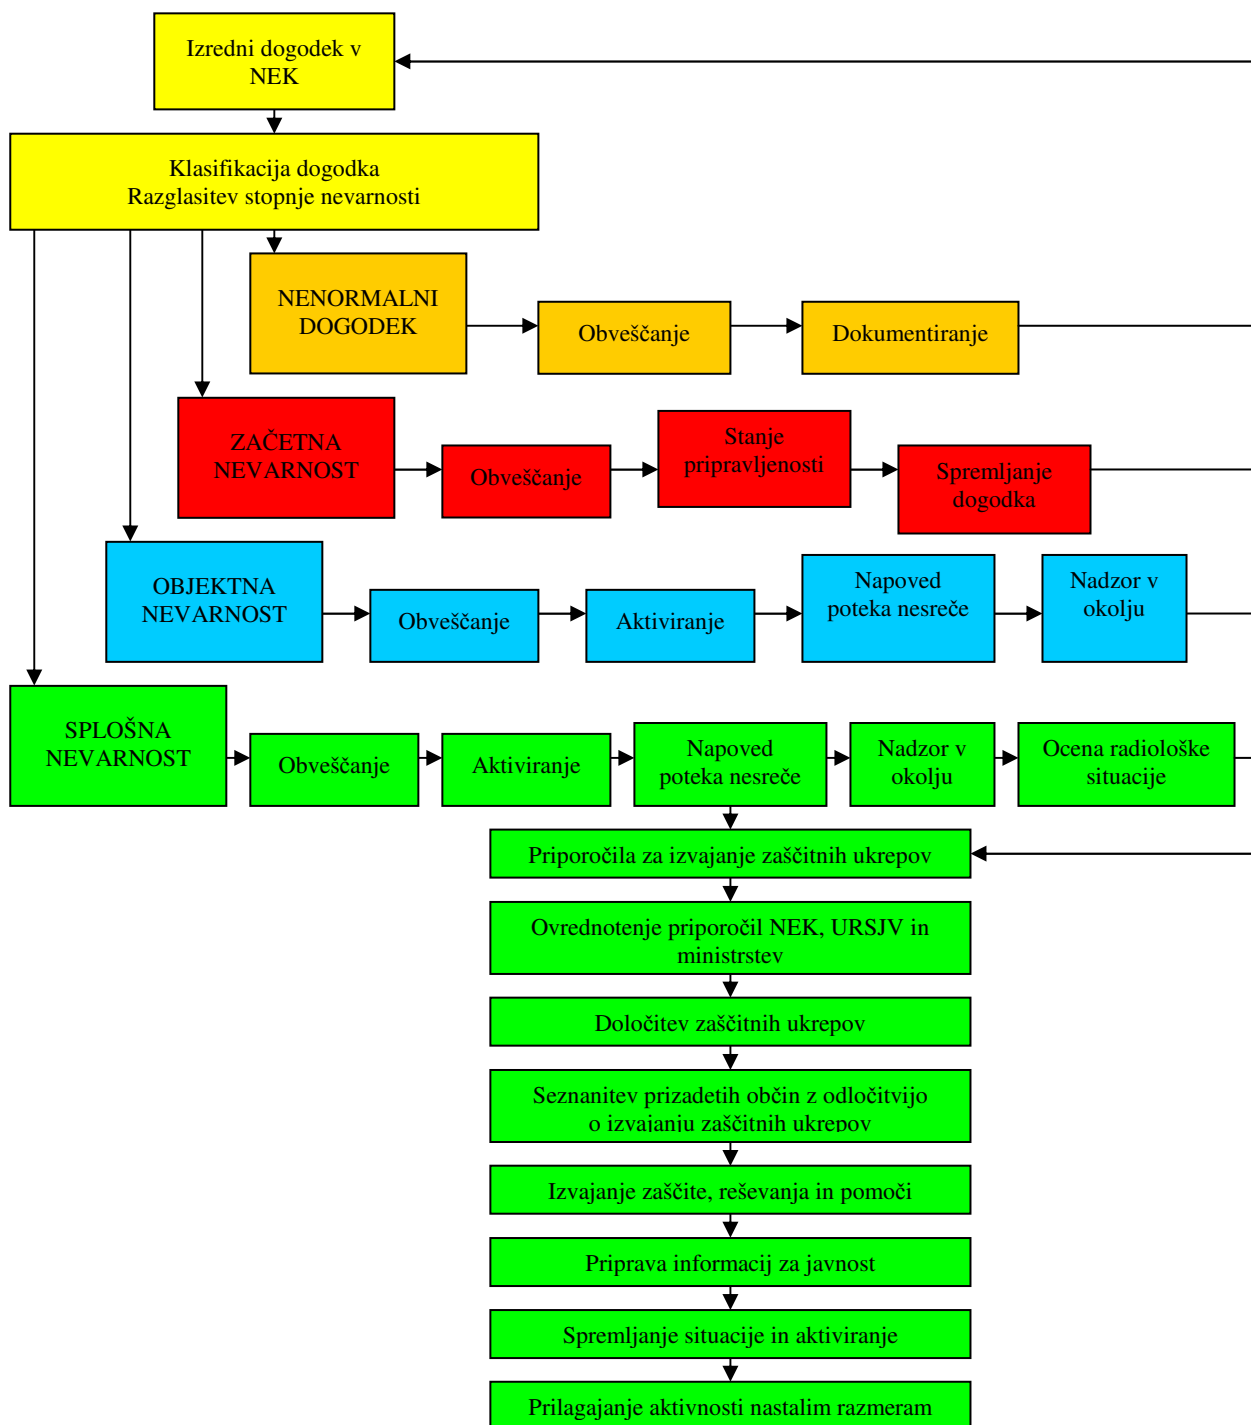 Izredni dogodek v
NEK
Klasifikacija dogodka
Razglasitev stopnje nevarnosti
NENORMALNI
DOGODEK
Obveščanje
Dokumentiranje
ZAČETNA
NEVARNOST
Obveščanje
Stanje
pripravljenosti
Spremljanje
dogodka
OBJEKTNA
NEVARNOST
Obveščanje
Aktiviranje
Napoved
poteka nesreče
Nadzor v
okolju
SPLOŠNA
NEVARNOST
Obveščanje
Aktiviranje
Napoved
poteka nesreče
Nadzor v
okolju
Ocena radiološke
situacije
Priporočila za izvajanje zaščitnih ukrepov
Ovrednotenje priporočil NEK, URSJV in
ministrstev
Določitev zaščitnih ukrepov
Seznanitev prizadetih občin z odločitvijo
o izvajanju zaščitnih ukrepov
Izvajanje zaščite, reševanja in pomoči
Priprava informacij za javnost
Spremljanje situacije in aktiviranje
Prilagajanje aktivnosti nastalim razmeram